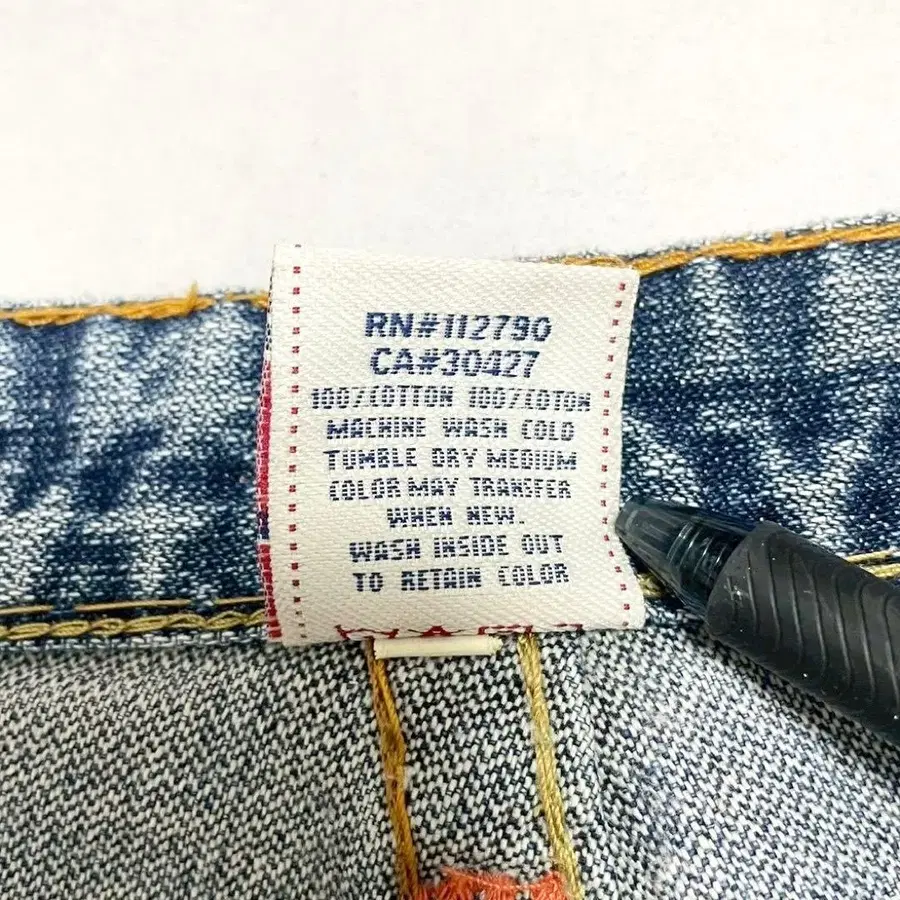 RN#112790
CA#30427
100% COTTON 100% COTON
MACHINE WASH COLD
TUMBLE DRY MEDIUM
COLOR MAY TRANSFER
WHEN NEW.
WASH INSIDE OUT
TO RETAIN COLOR